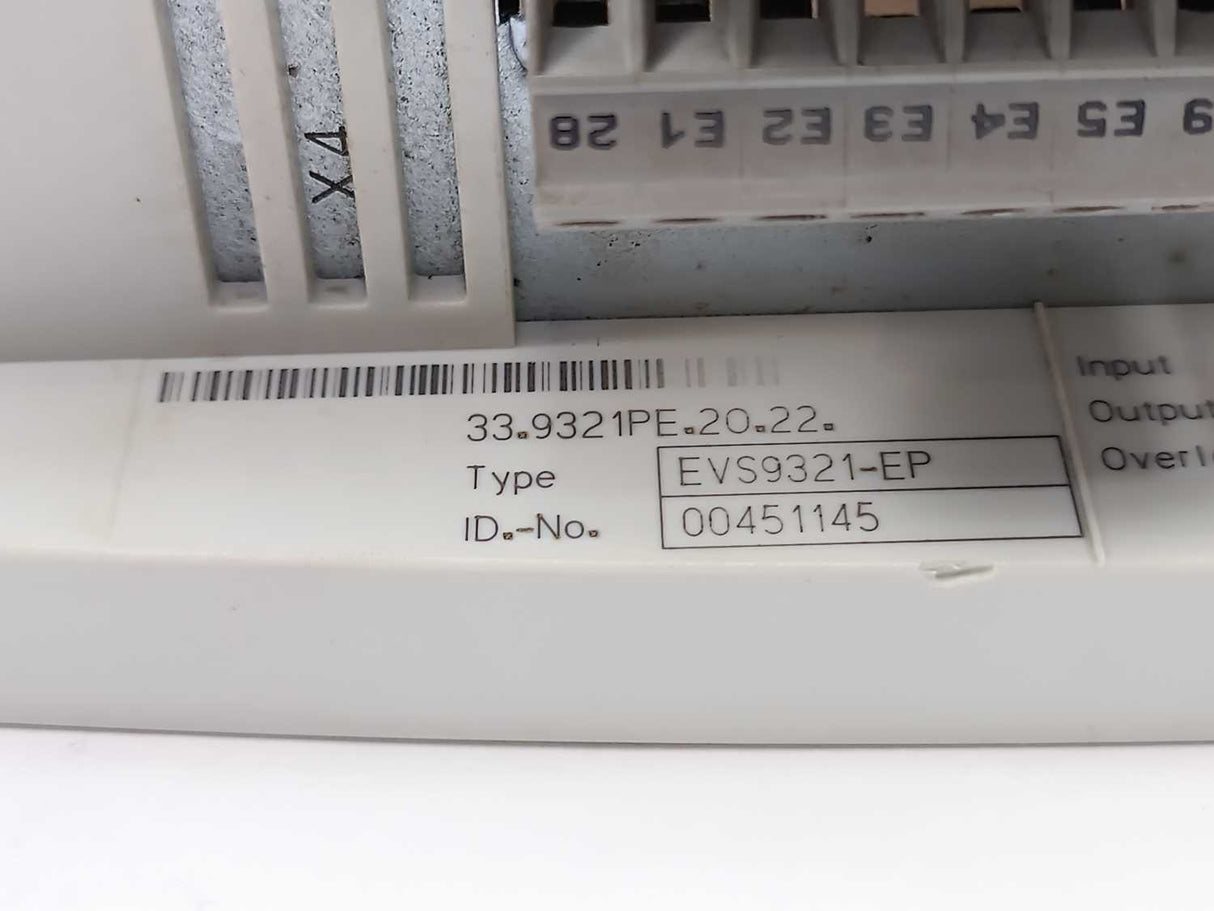 X4
28 E1 E2 E3 E4 E5
33.9321PE.20.22.
Type EVS9321-EP
ID.-No. 00451145
Input
Output